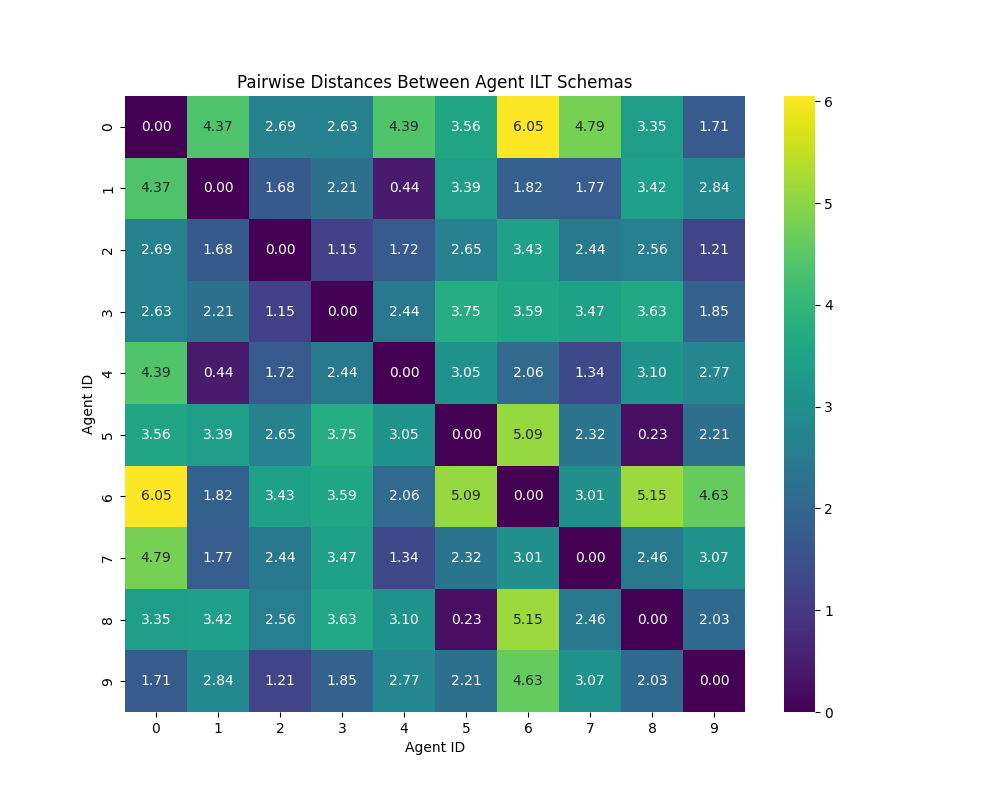 Pairwise Distances Between Agent ILT Schemas
0 0.00 4.37 2.69 2.63 4.39 3.56 6.05 4.79 3.35 1.71
1 4.37 0.00 1.68 2.21 0.44 3.39 1.82 1.77 3.42 2.84
2 2.69 1.68 0.00 1.15 1.72 2.65 3.43 2.44 2.56 1.21
3 2.63 2.21 1.15 0.00 2.44 3.75 3.59 3.47 3.63 1.85
4 4.39 0.44 1.72 2.44 0.00 3.05 2.06 1.34 3.10 2.77
5 3.56 3.39 2.65 3.75 3.05 0.00 5.09 2.32 0.23 2.21
6 6.05 1.82 3.43 3.59 2.06 5.09 0.00 3.01 5.15 4.63
7 4.79 1.77 2.44 3.47 1.34 2.32 3.01 0.00 2.46 3.07
8 3.35 3.42 2.56 3.63 3.10 0.23 5.15 2.46 0.00 2.03
9 1.71 2.84 1.21 1.85 2.77 2.21 4.63 3.07 2.03 0.00
0 1 2 3 4 5 6 7 8 9
Agent ID
Agent ID
6
5
4
3
2
1
0